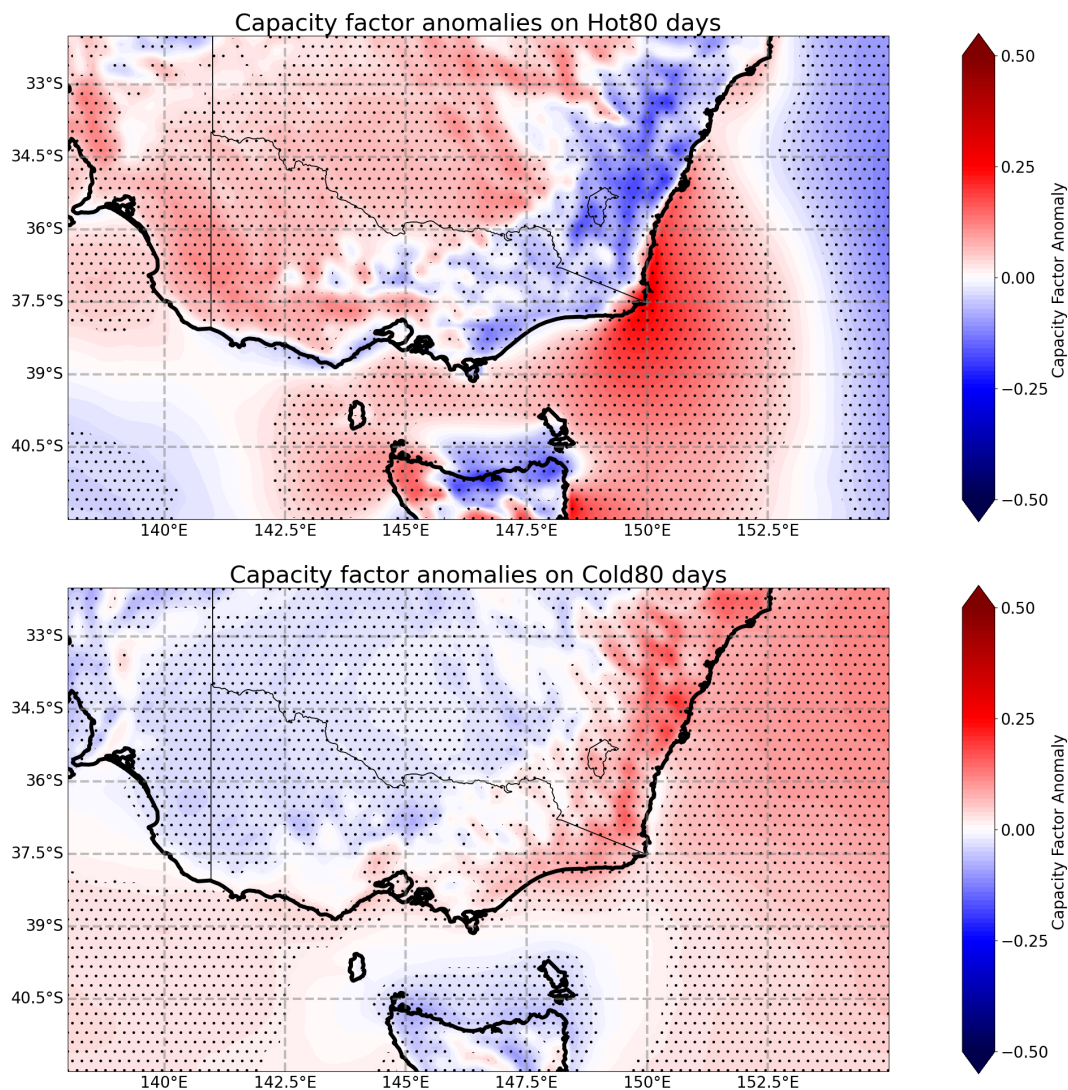 Capacity factor anomalies on Hot80 days
33°S
34.5°S
36°S
37.5°S
39°S
40.5°S
140°E 142.5°E 145°E 147.5°E 150°E 152.5°E
0.50
0.25
0.00
−0.25
−0.50
Capacity Factor Anomaly
Capacity factor anomalies on Cold80 days
33°S
34.5°S
36°S
37.5°S
39°S
40.5°S
140°E 142.5°E 145°E 147.5°E 150°E 152.5°E
0.50
0.25
0.00
−0.25
−0.50
Capacity Factor Anomaly